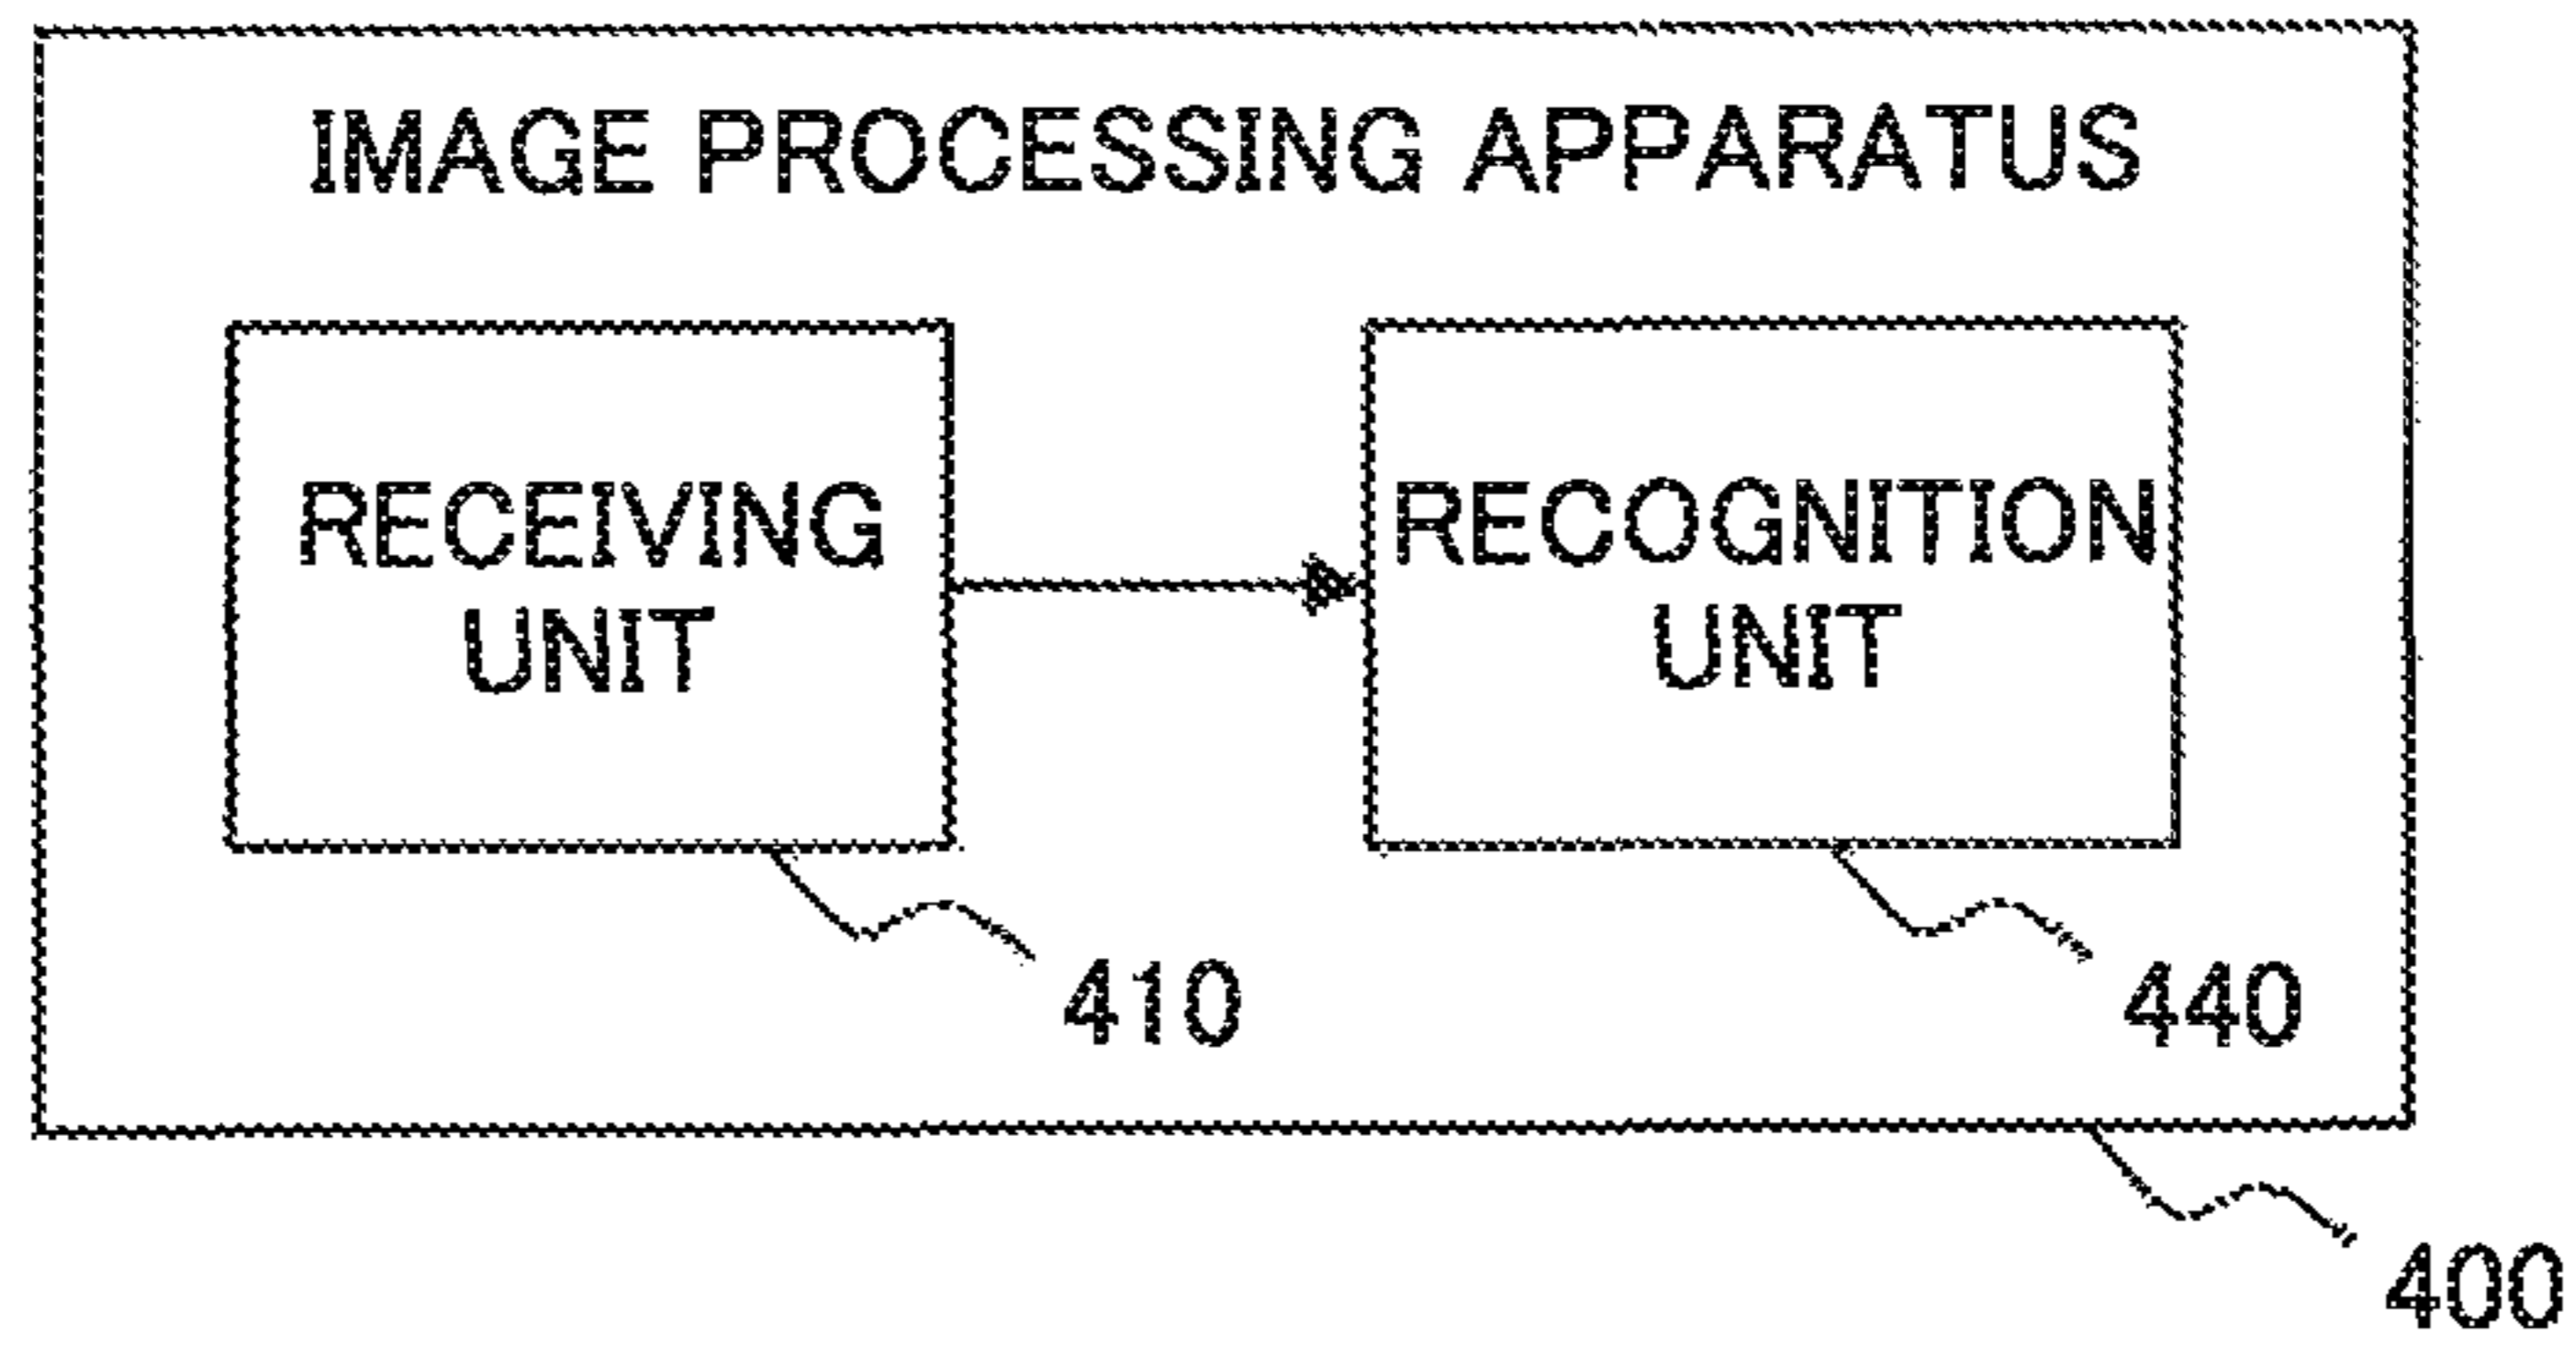 IMAGE PROCESSING APPARATUS
RECEIVING
UNIT
RECOGNITION
UNIT
410
440
400